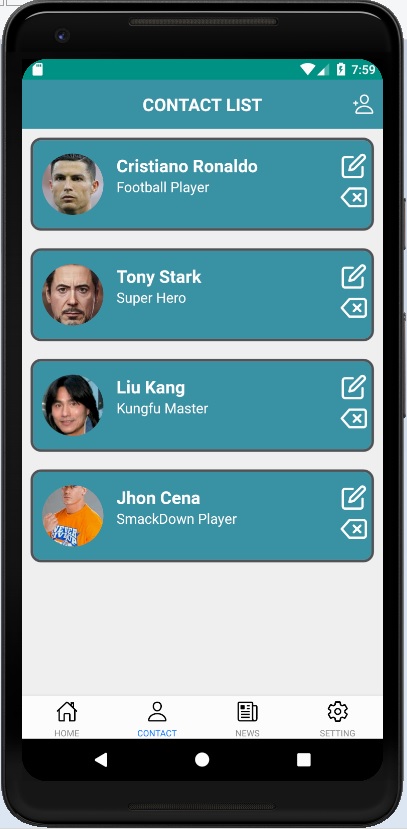 7:59
CONTACT LIST
Cristiano Ronaldo
Football Player
Tony Stark
Super Hero
Liu Kang
Kungfu Master
Jhon Cena
SmackDown Player
HOME CONTACT NEWS SETTING